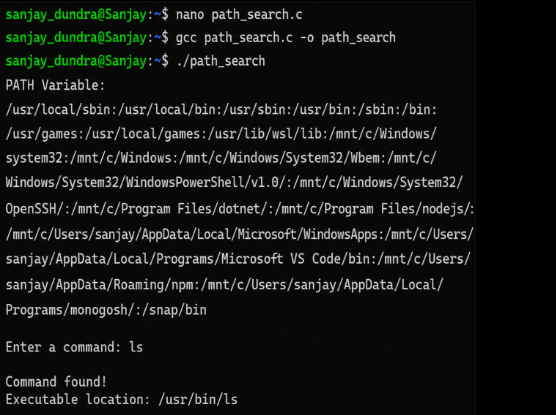 sanjay_dundra@Sanjay:~$ nano path_search.c
sanjay_dundra@Sanjay:~$ gcc path_search.c -o path_search
sanjay_dundra@Sanjay:~$ ./path_search
PATH Variable:
/usr/local/sbin:/usr/local/bin:/usr/sbin:/usr/bin:/sbin:/bin:
/usr/games:/usr/local/games:/usr/lib/wsl/lib:/mnt/c/Windows/
system32:/mnt/c/Windows:/mnt/c/Windows/System32/Wbem:/mnt/c/
Windows/System32/WindowsPowerShell/v1.0/:/mnt/c/Windows/System32/
OpenSSH/:/mnt/c/Program Files/dotnet/:/mnt/c/Program Files/nodejs/:
/mnt/c/Users/sanjay/AppData/Local/Microsoft/WindowsApps:/mnt/c/Users/
sanjay/AppData/Local/Programs/Microsoft VS Code/bin:/mnt/c/Users/
sanjay/AppData/Roaming/npm:/mnt/c/Users/sanjay/AppData/Local/
Programs/monogosh/:/snap/bin
Enter a command: ls
Command found!
Executable location: /usr/bin/ls